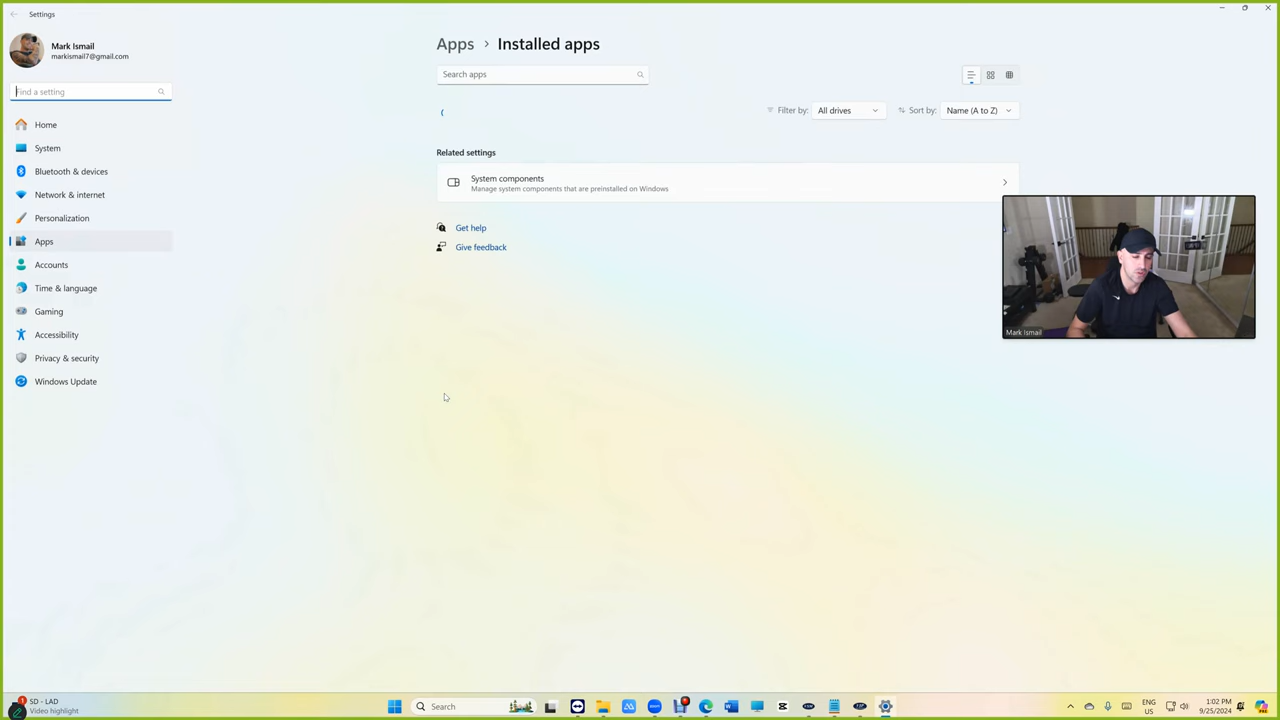 Settings
Mark Ismail
markismail7@gmail.com
Find a setting
Home
System
Bluetooth & devices
Network & internet
Personalization
Apps
Accounts
Time & language
Gaming
Accessibility
Privacy & security
Windows Update
Apps > Installed apps
Search apps
Filter by: All drives
Sort by: Name (A to Z)
Related settings
System components
Manage system components that are preinstalled on Windows
Get help
Give feedback
Mark Ismail
1
SD - LAD
Video highlight
Search
ENG
US
1:02 PM
9/25/2024